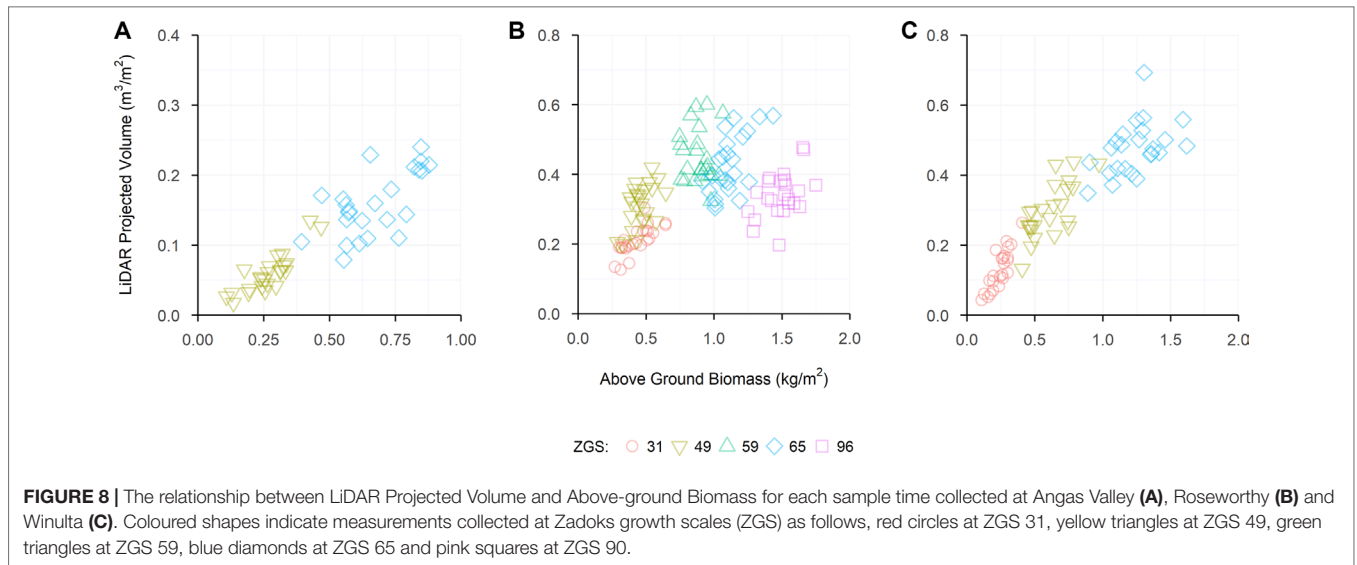 A
B
C
LiDAR Projected Volume (m³/m²)
0.4
0.3
0.2
0.1
0.0
0.00 0.25 0.50 0.75 1.00
0.8
0.6
0.4
0.2
0.0
0.0 0.5 1.0 1.5 2.0
0.8
0.6
0.4
0.2
0.0
0.0 0.5 1.0 1.5 2.0
Above Ground Biomass (kg/m²)
ZGS: 31 49 59 65 96
FIGURE 8 | The relationship between LiDAR Projected Volume and Above-ground Biomass for each sample time collected at Angas Valley (A), Roseworthy (B) and
Winulta (C). Coloured shapes indicate measurements collected at Zadoks growth scales (ZGS) as follows, red circles at ZGS 31, yellow triangles at ZGS 49, green
triangles at ZGS 59, blue diamonds at ZGS 65 and pink squares at ZGS 90.